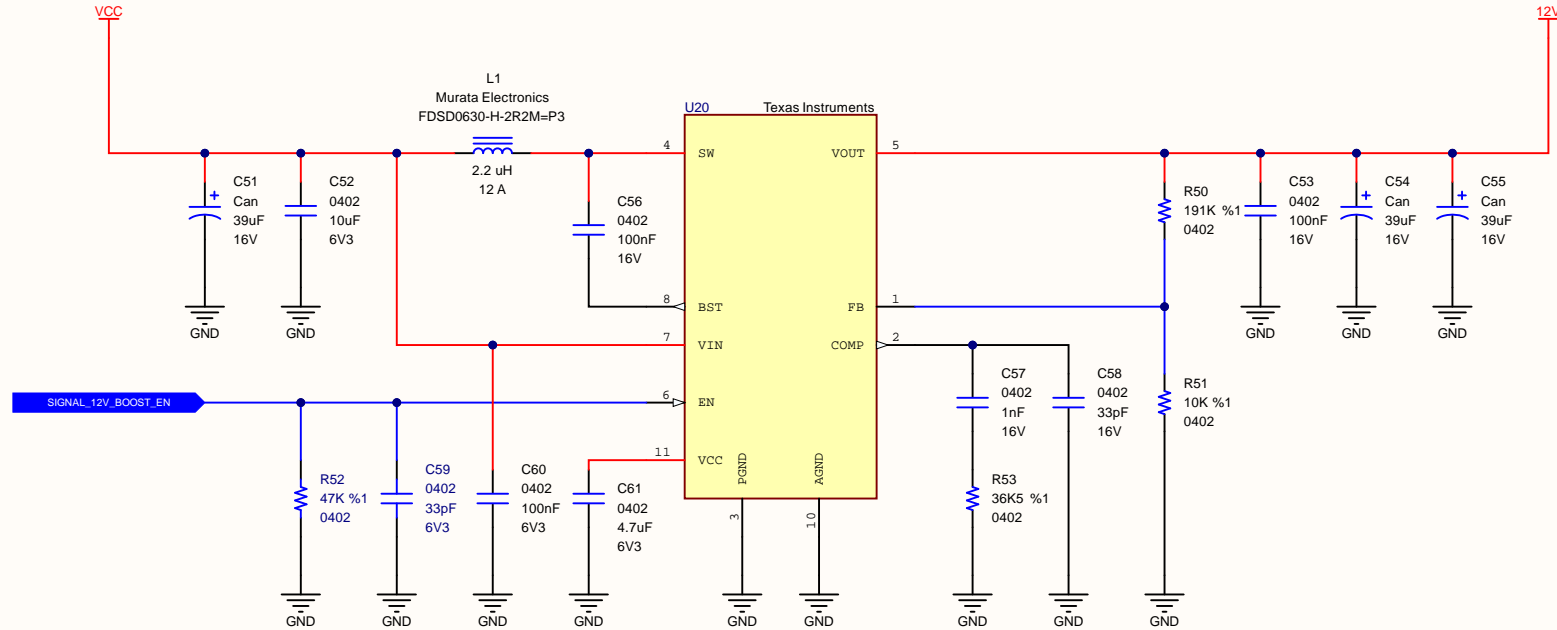 VCC
12V
L1
Murata Electronics
FDSD0630-H-2R2M=P3
2.2 uH
12 A
U20
Texas Instruments
4
SW
VOUT
5
C51
Can
39uF
16V
GND
C52
0402
10uF
6V3
GND
C56
0402
100nF
16V
R50
191K %1
0402
C53
0402
100nF
16V
GND
C54
Can
39uF
16V
GND
C55
Can
39uF
16V
GND
8
BST
FB
1
7
VIN
COMP
2
SIGNAL_12V_BOOST_EN
6
EN
11
VCC
PGND
AGND
3
10
C57
0402
1nF
16V
C58
0402
33pF
16V
R51
10K %1
0402
R52
47K %1
0402
C59
0402
33pF
6V3
C60
0402
100nF
6V3
C61
0402
4.7uF
6V3
R53
36K5 %1
0402
GND
GND
GND
GND
GND
GND
GND
GND
GND